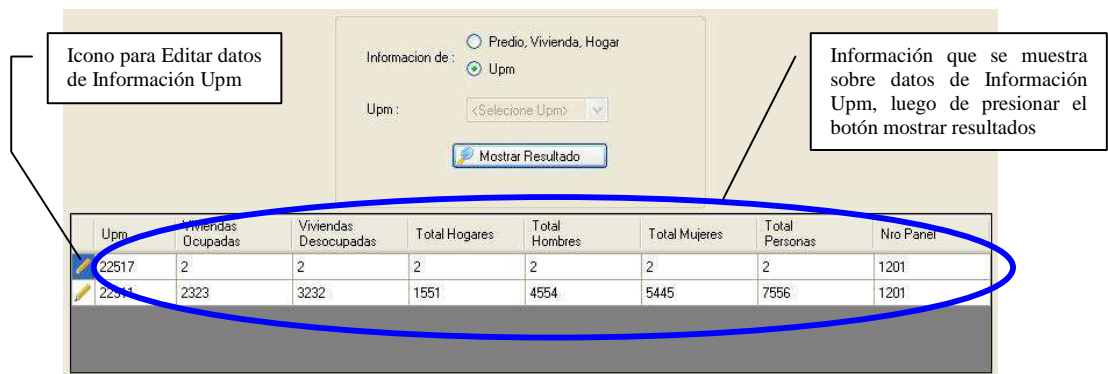 Icono para Editar datos
de Información Upm
Informacion de :
Predio, Vivienda, Hogar
Upm
Upm :
<Selecione Upm>
Mostrar Resultado
Información que se muestra
sobre datos de Información
Upm, luego de presionar el
botón mostrar resultados
Upm Viviendas Ocupadas Viviendas Desocupadas Total Hogares Total Hombres Total Mujeres Total Personas Nro Panel
22517 2 2 2 2 2 2 1201
2323 3232 1551 4554 5445 7556 1201